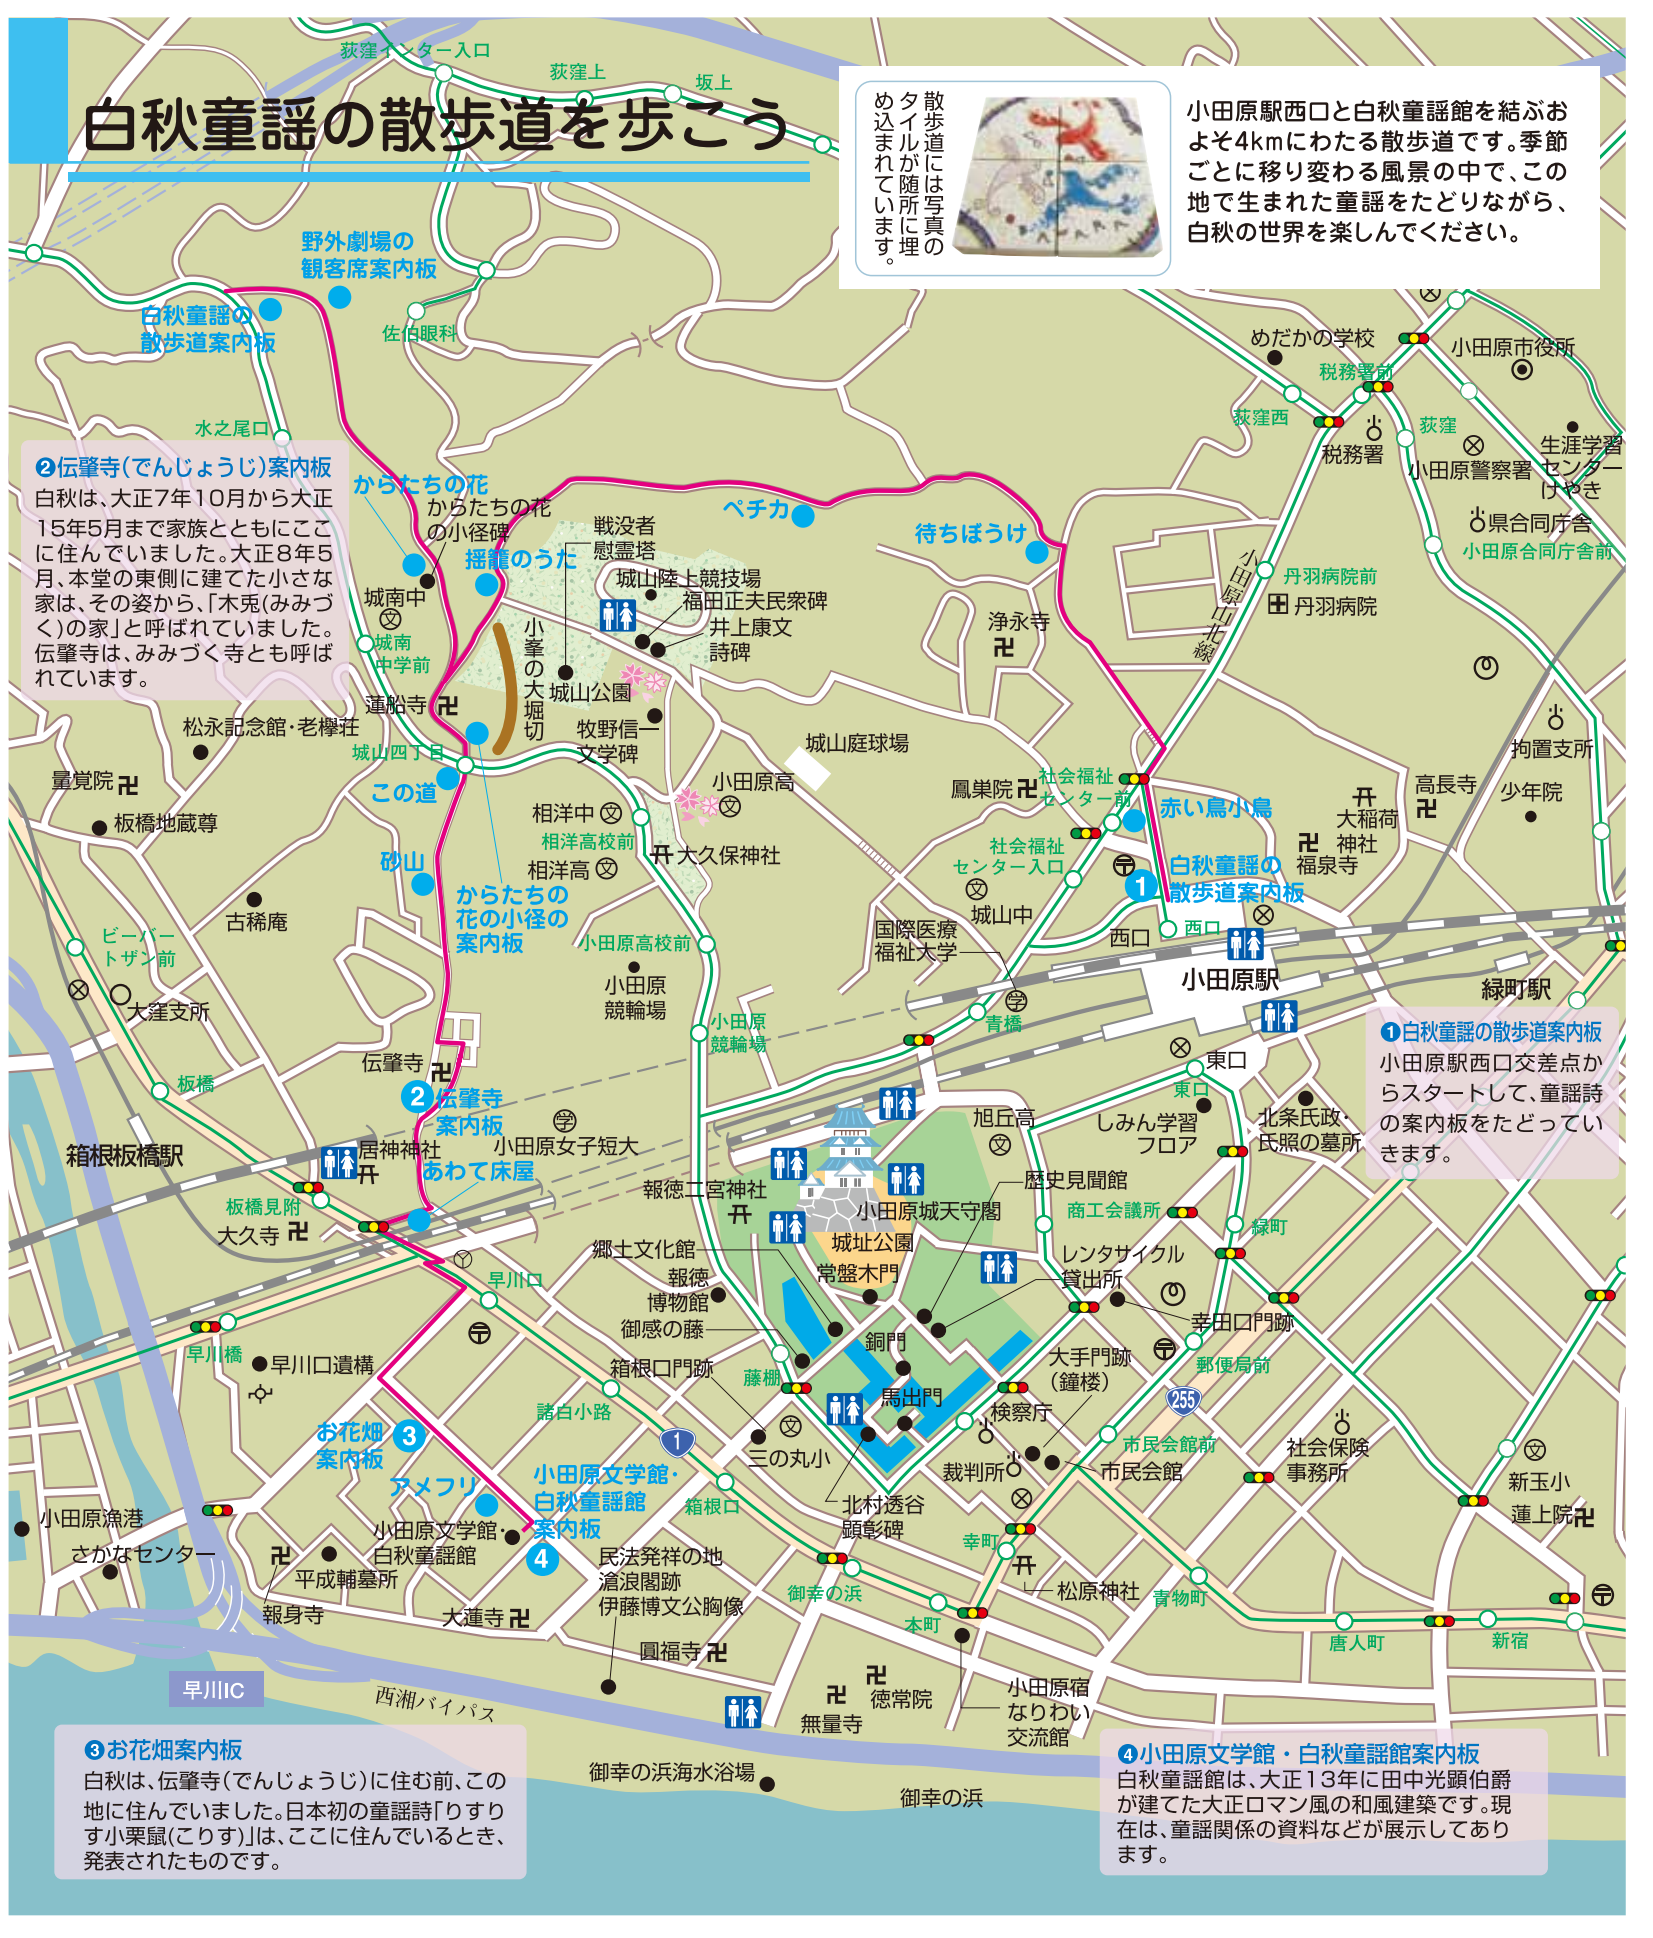 白秋童謡の散歩道を歩こう
散歩道には写真の
タイルが随所に埋
め込まれています。
小田原駅西口と白秋童謡館を結ぶお
よそ4kmにわたる散歩道です。季節
ごとに移り変わる風景の中で、この
地で生まれた童謡をたどりながら、
白秋の世界を楽しんでください。
荻窪インター入口
荻窪上
坂上
野外劇場の
観客席案内板
白秋童謡の
散歩道案内板
佐伯眼科
水之尾口
めだかの学校
小田原市役所
税務署前
荻窪西
荻窪
税務署
小田原警察署
生涯学習
センター
けやき
県合同庁舎
小田原合同庁舎前
❷伝肇寺(でんじょうじ)案内板
白秋は、大正7年10月から大正
15年5月まで家族とともにここ
に住んでいました。大正8年5
月、本堂の東側に建てた小さな
家は、その姿から、「木兎(みみづ
く)の家」と呼ばれていました。
伝肇寺は、みみづく寺とも呼ば
れています。
からたちの花
からたちの花
の小径碑
揺籠のうた
ペチカ
待ちぼうけ
戦没者
慰霊塔
城山陸上競技場
福田正夫民衆碑
井上康文
詩碑
城南中
城南
中学前
小峯の大堀切
城山公園
蓮船寺
浄永寺
小田原山北線
丹羽病院前
丹羽病院
拘置支所
松永記念館・老欅荘
城山四丁目
牧野信一
文学碑
城山庭球場
量覚院
この道
小田原高
鳳巣院
社会福祉
センター前
高長寺
少年院
板橋地蔵尊
相洋中
相洋高校前
赤い鳥小鳥
大稲荷
神社
砂山
相洋高
大久保神社
社会福祉
センター入口
福泉寺
1
白秋童謡の
散歩道案内板
からたちの
花の小径の
案内板
古稀庵
城山中
国際医療
福祉大学
西口
西口
ビーバー
トザン前
小田原高校前
小田原
競輪場
小田原駅
緑町駅
大窪支所
小田原
競輪場
青橋
❶白秋童謡の散歩道案内板
小田原駅西口交差点か
らスタートして、童謡詩
の案内板をたどってい
きます。
伝肇寺
板橋
2
伝肇寺
案内板
東口
東口
しみん学習
フロア
北条氏政・
氏照の墓所
箱根板橋駅
居神神社
小田原女子短大
旭丘高
あわて床屋
報徳二宮神社
歴史見聞館
板橋見附
大久寺
小田原城天守閣
商工会議所
緑町
郷土文化館
城址公園
レンタサイクル
貸出所
常盤木門
報徳
博物館
早川口
御感の藤
幸田口門跡
早川橋
早川口遺構
銅門
箱根口門跡
藤棚
大手門跡
(鐘楼)
郵便局前
255
諸白小路
馬出門
検察庁
お花畑
案内板
3
1
三の丸小
裁判所
市民会館前
市民会館
社会保険
事務所
新玉小
アメフリ
小田原文学館・
白秋童謡館
案内板
4
箱根口
北村透谷
顕彰碑
蓮上院
小田原漁港
さかなセンター
小田原文学館・
白秋童謡館
平成輔墓所
民法発祥の地
滄浪閣跡
伊藤博文公胸像
幸町
松原神社
御幸の浜
青物町
報身寺
大蓮寺
本町
唐人町
新宿
圓福寺
早川IC
西湘バイパス
無量寺
徳常院
小田原宿
なりわい
交流館
御幸の浜海水浴場
御幸の浜
❸お花畑案内板
白秋は、伝肇寺(でんじょうじ)に住む前、この
地に住んでいました。日本初の童謡詩「りすり
す小栗鼠(こりす)」は、ここに住んでいるとき、
発表されたものです。
❹小田原文学館・白秋童謡館案内板
白秋童謡館は、大正13年に田中光顕伯爵
が建てた大正ロマン風の和風建築です。現
在は、童謡関係の資料などが展示してあり
ます。